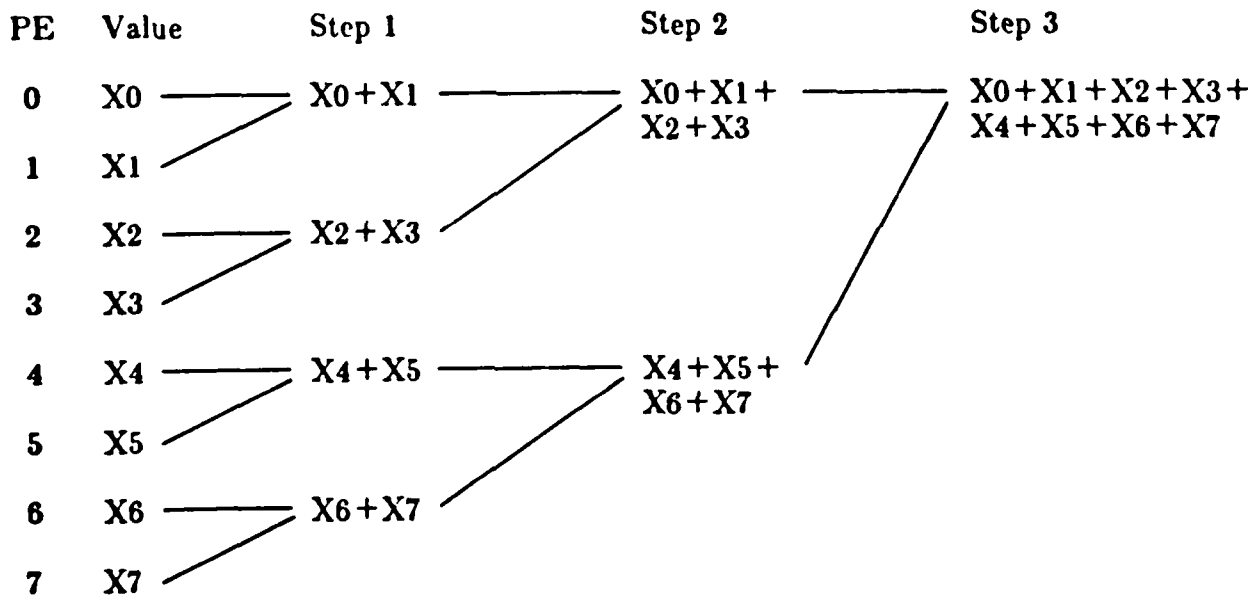 PE Value Step 1 Step 2 Step 3
0 X0 X0+X1 X0+X1+ X0+X1+X2+X3+
X2+X3 X4+X5+X6+X7
1 X1
2 X2 X2+X3
3 X3
4 X4 X4+X5 X4+X5+
X6+X7
5 X5
6 X6 X6+X7
7 X7